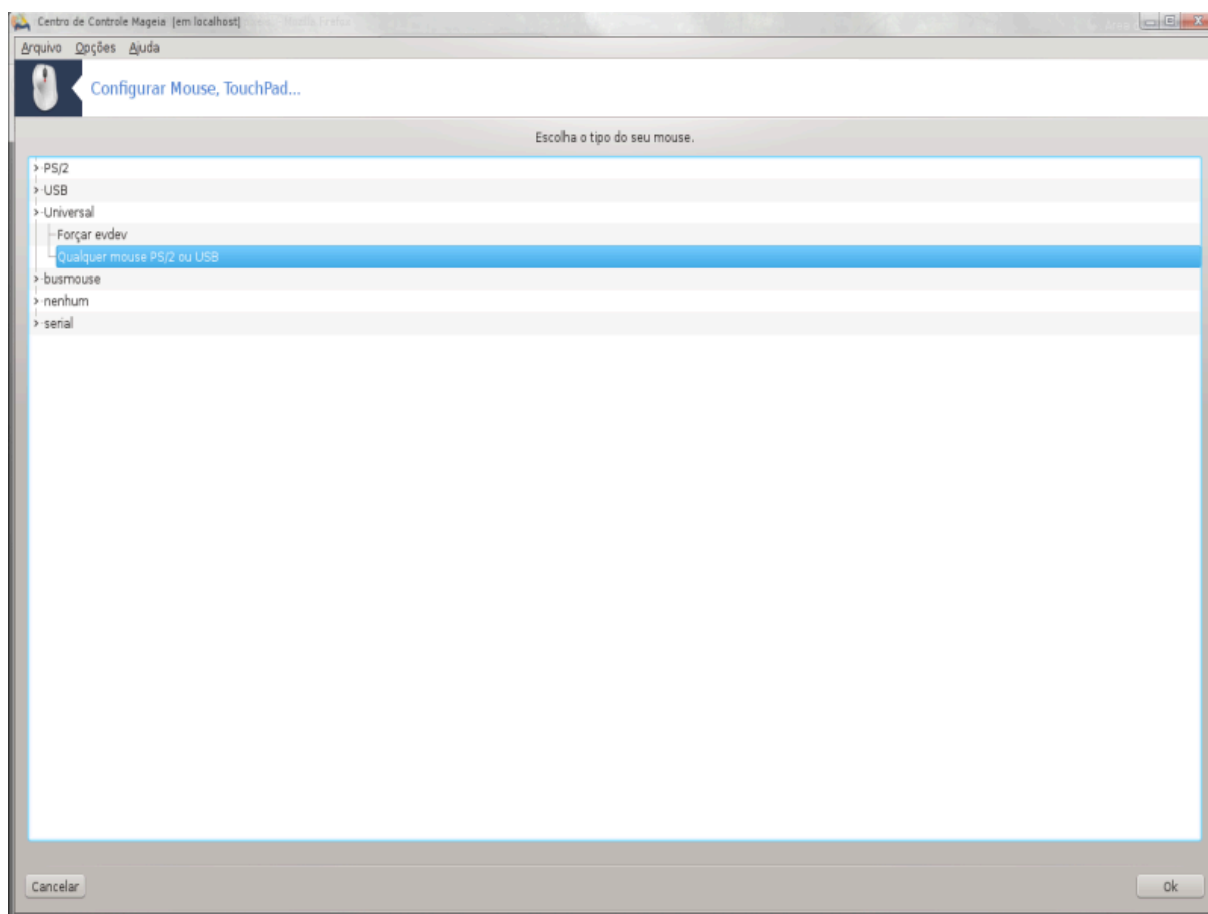 Centro de Controle Mageia [em localhost]
Arquivo Opções Ajuda
Configurar Mouse, TouchPad...
Escolha o tipo do seu mouse.
PS/2
USB
Universal
Forçar evdev
Qualquer mouse PS/2 ou USB
busmouse
nenhum
serial
Cancelar
Ok